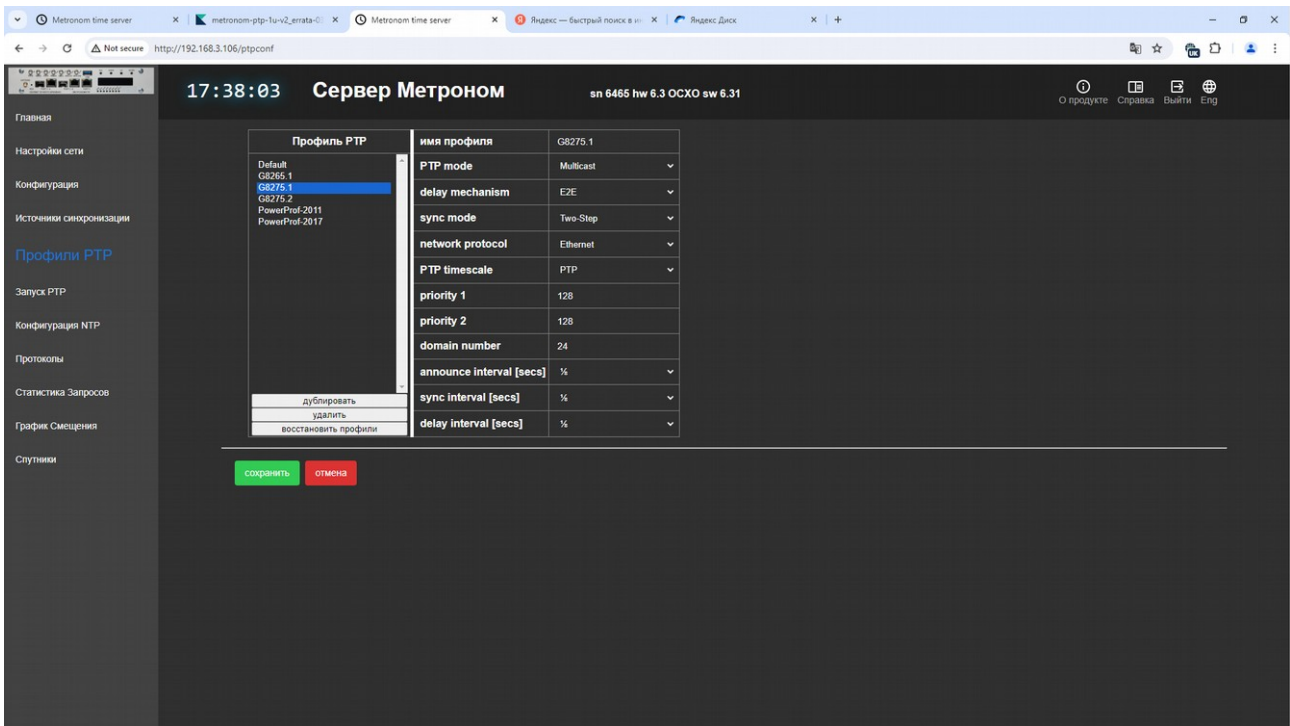 Metronom time server
metronom-ptp-1u-v2_errata-0
Metronom time server
Яндекс — быстрый поиск в ин
Яндекс Диск
Not secure
http://192.168.3.106/ptpconf
UK
17:38:03
Сервер Метроном
sn 6465 hw 6.3 OCXO sw 6.31
О продукте
Справка
Выйти
Eng
Главная
Настройки сети
Конфигурация
Источники синхронизации
Профили PTP
Запуск PTP
Конфигурация NTP
Протоколы
Статистика Запросов
График Смещения
Спутники
Профиль PTP
Default
G8265.1
G8275.1
G8275.2
PowerProf-2011
PowerProf-2017
дублировать
удалить
восстановить профили
имя профиля G8275.1
PTP mode Multicast
delay mechanism E2E
sync mode Two-Step
network protocol Ethernet
PTP timescale PTP
priority 1 128
priority 2 128
domain number 24
announce interval [secs]
sync interval [secs]
delay interval [secs]
сохранить
отмена